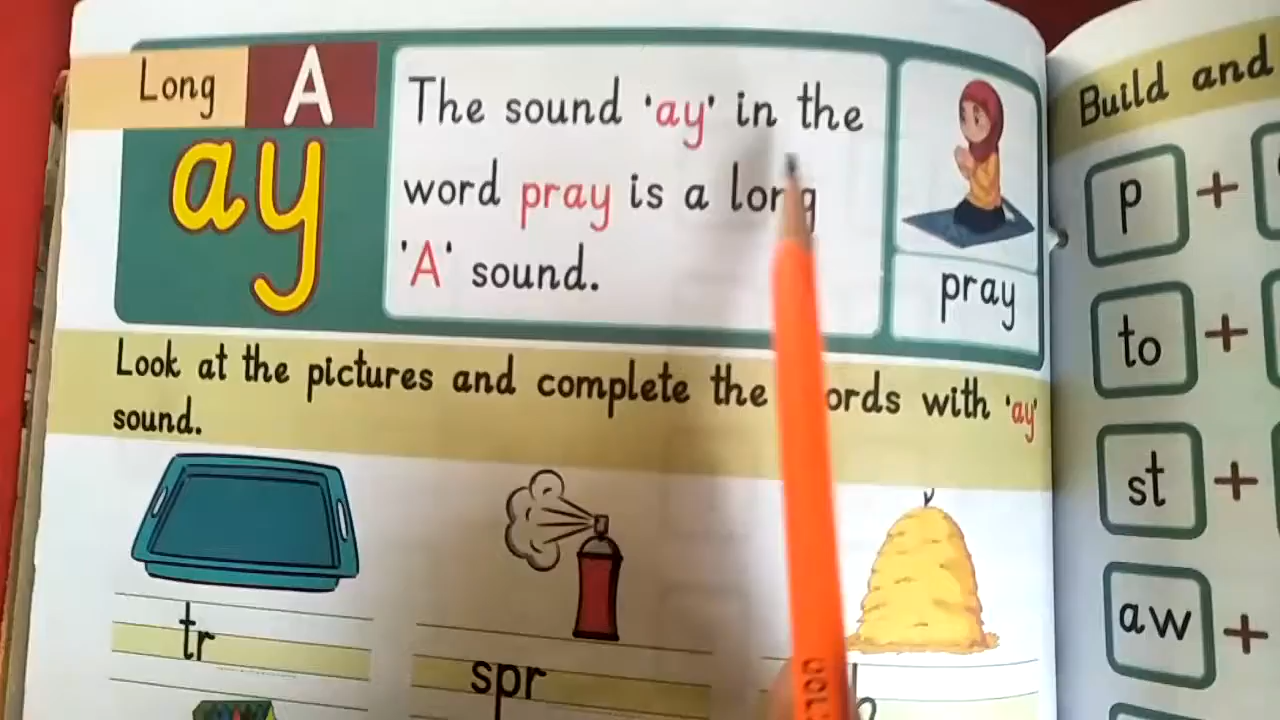 Long A
ay
The sound 'ay' in the
word pray is a long
'A' sound.
pray
Look at the pictures and complete the words with 'ay'
sound.
tr
spr
Build and
p +
to +
st +
aw +